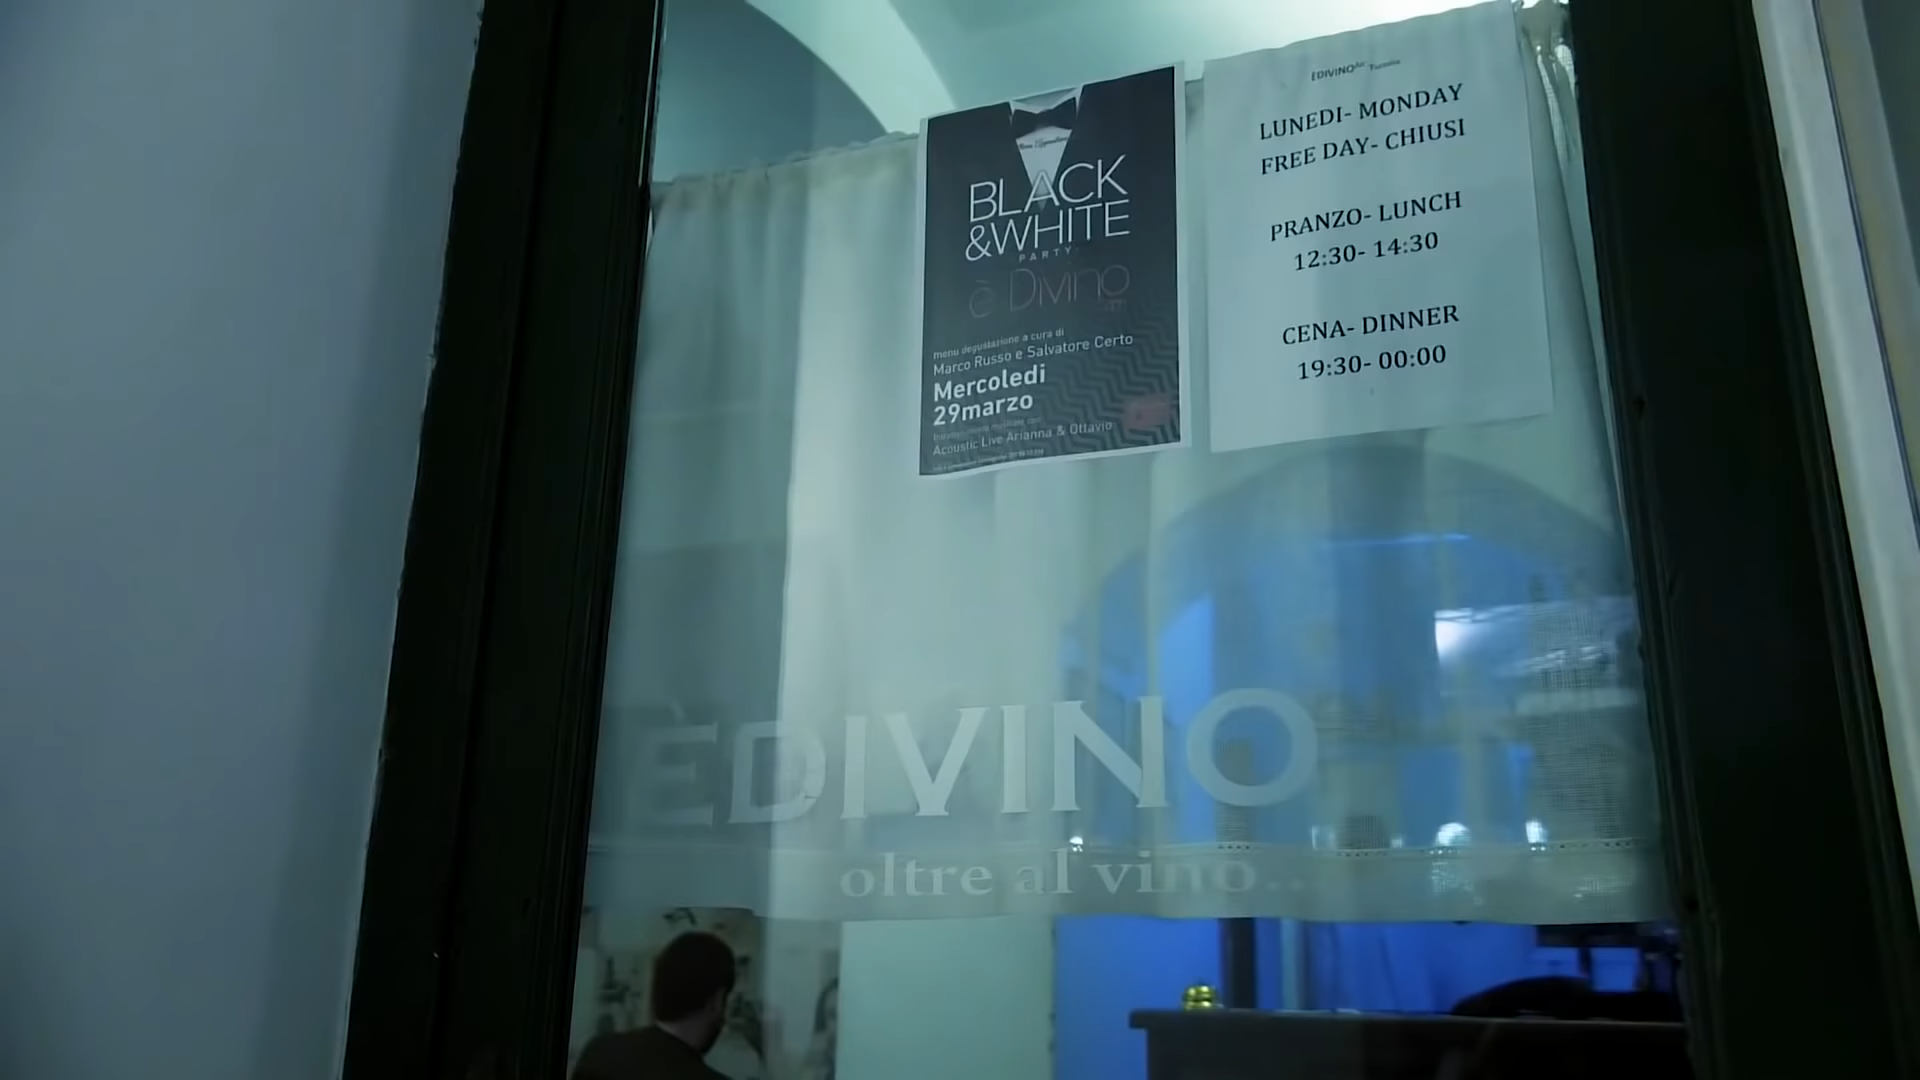 BLACK
&WHITE
PARTY
è Divino
menu degustazione a cura di
Marco Russo e Salvatore Certo
Mercoledi
29marzo
Acoustic Live Arianna & Ottavio
EDIVINO
LUNEDI- MONDAY
FREE DAY- CHIUSI
PRANZO- LUNCH
12:30- 14:30
CENA- DINNER
19:30- 00:00
ÈDIVINO
oltre al vino...